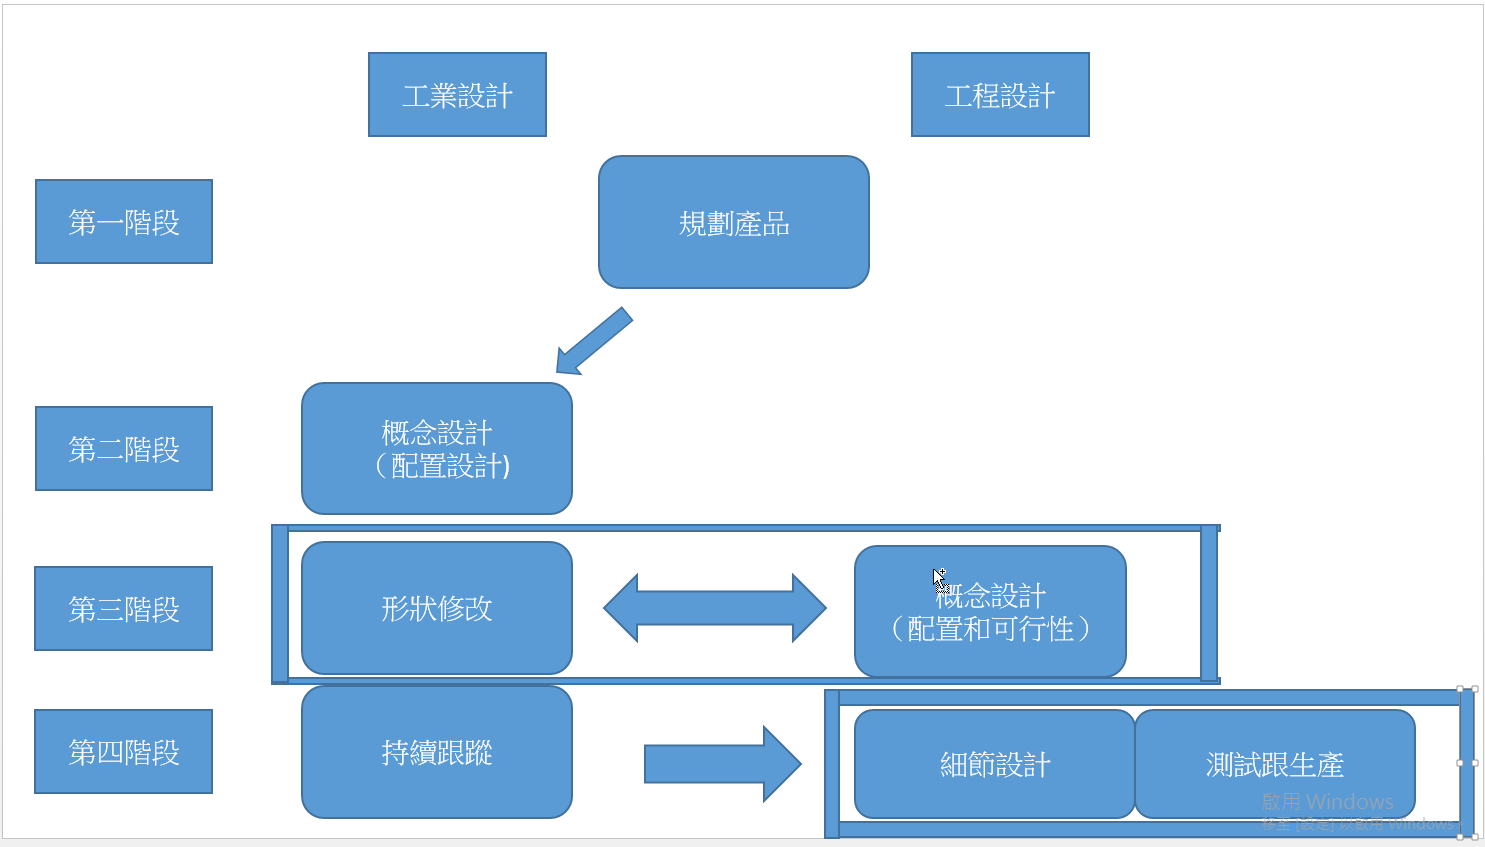 工業設計
工程設計
第一階段
規劃產品
第二階段
概念設計
（配置設計)
第三階段
形狀修改
概念設計
（配置和可行性）
第四階段
持續跟蹤
細節設計
測試跟生產
啟用 Windows
移至 [設定] 以啟用 Windows。